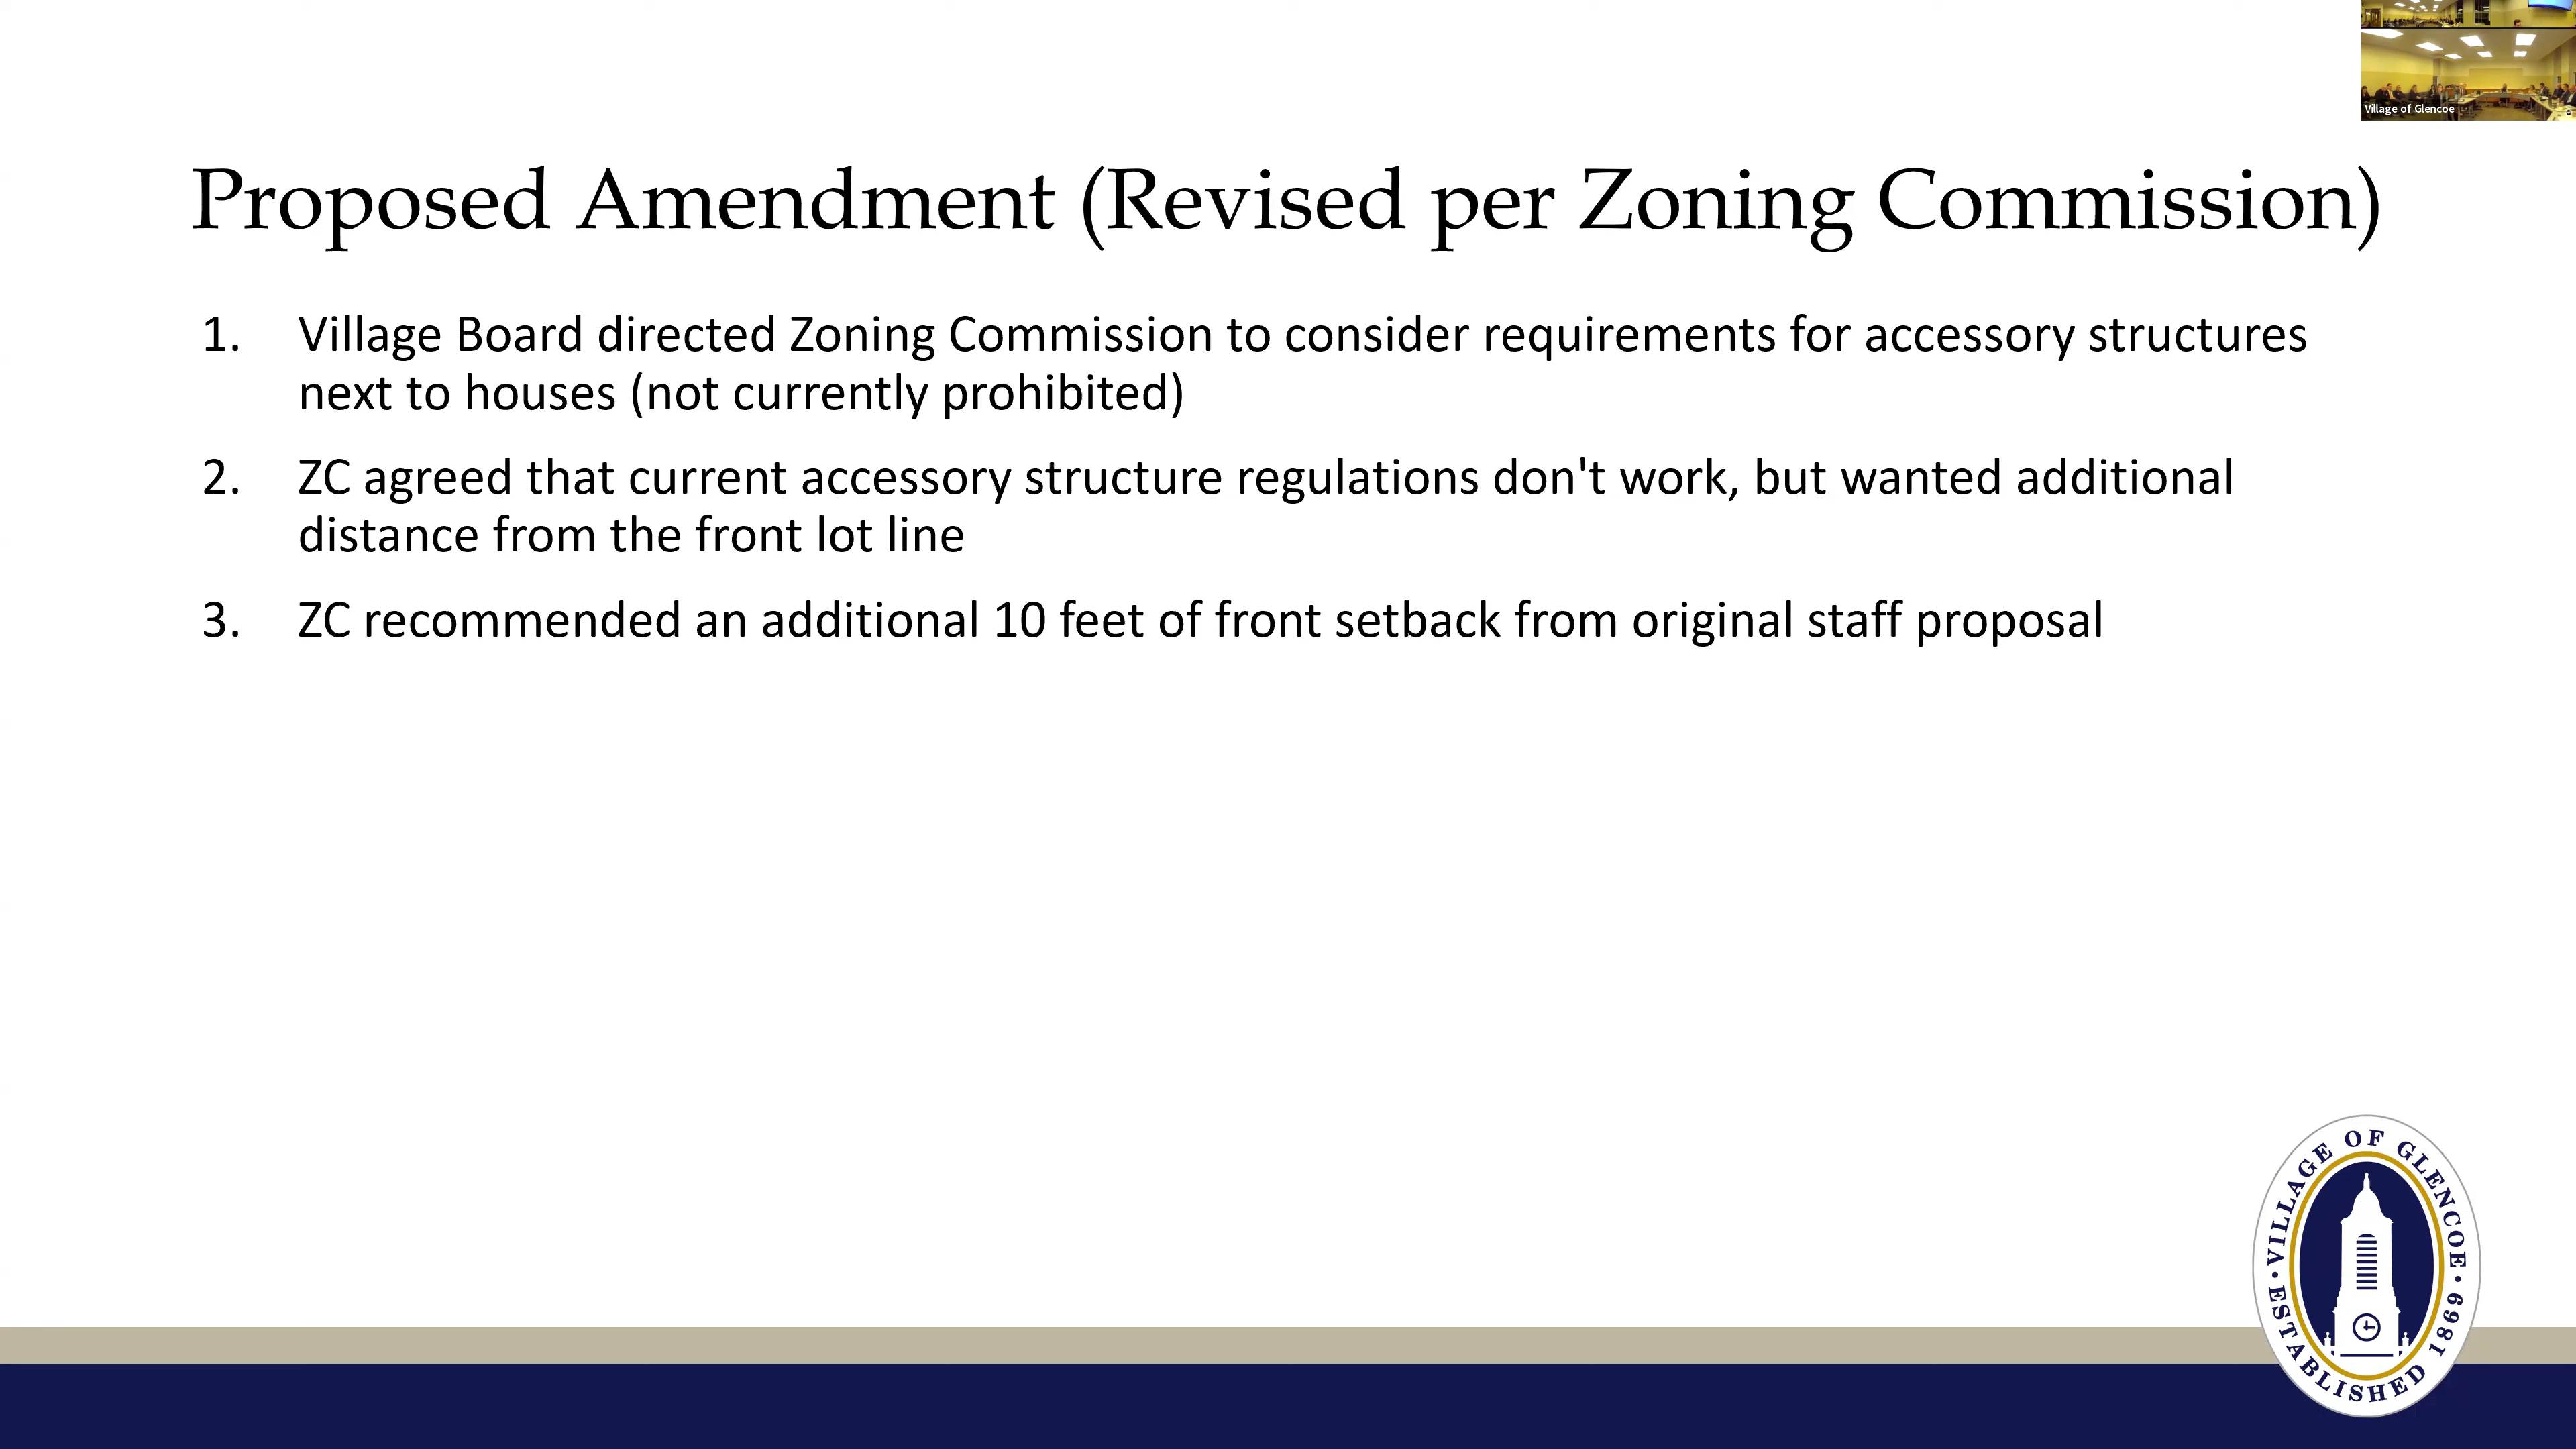 Village of Glencoe
Proposed Amendment (Revised per Zoning Commission)
1. Village Board directed Zoning Commission to consider requirements for accessory structures
next to houses (not currently prohibited)
2. ZC agreed that current accessory structure regulations don't work, but wanted additional
distance from the front lot line
3. ZC recommended an additional 10 feet of front setback from original staff proposal
VILLAGE OF GLENCOE
ESTABLISHED 1869